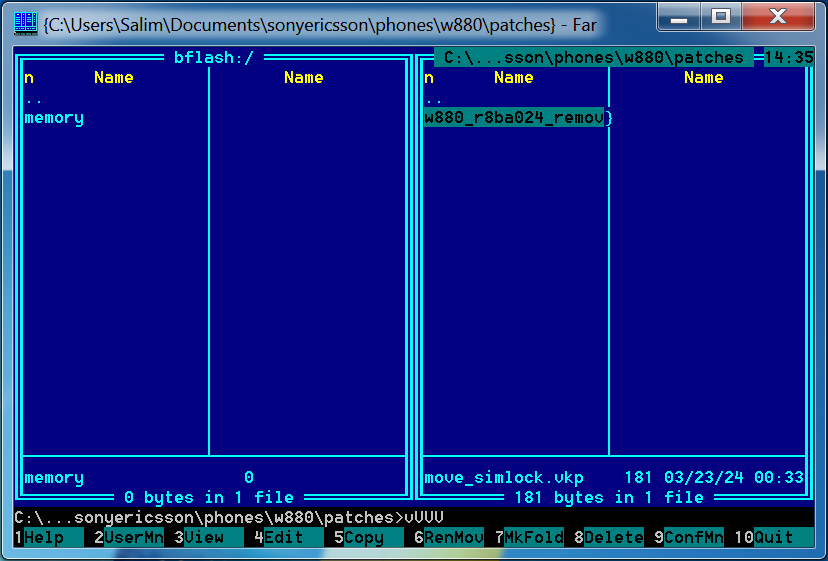 {C:\Users\Salim\Documents\sonyericsson\phones\w880\patches} - Far
bflash:/
n Name Name
..
memory
memory 0
0 bytes in 1 file
C:\...sson\phones\w880\patches 14:35
n Name Name
..
w880_r8ba024_remov}
move_simlock.vkp 181 03/23/24 00:33
181 bytes in 1 file
C:\...sonyericsson\phones\w880\patches>vUUU
1Help 2UserMn 3View 4Edit 5Copy 6RenMov 7MkFold 8Delete 9ConfMn 10Quit